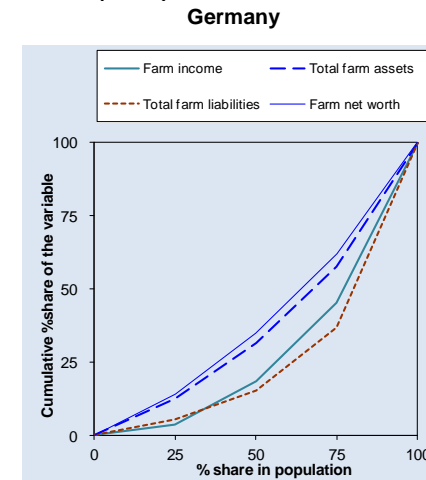 Germany
Farm income
Total farm assets
Total farm liabilities
Farm net worth
Cumulative %share of the variable
100
75
50
25
0
0 25 50 75 100
% share in population